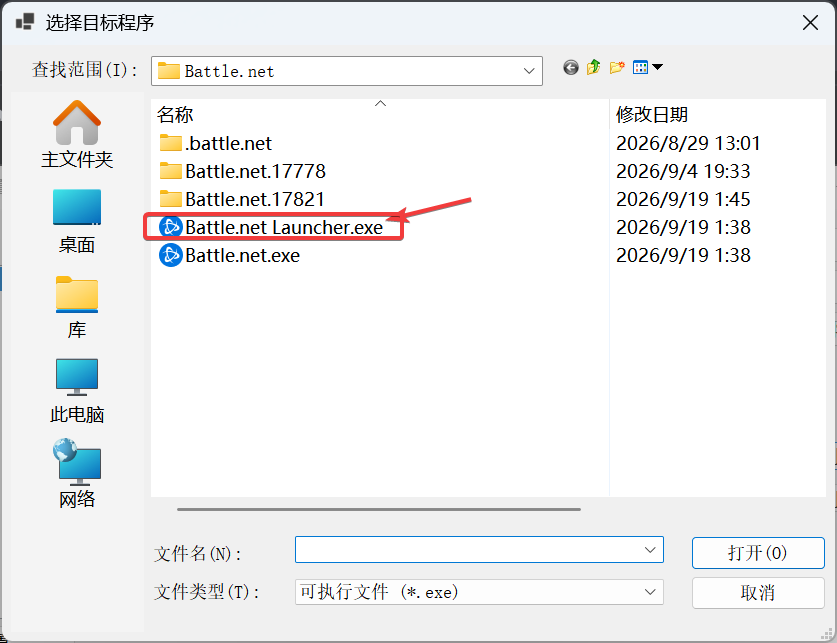 选择目标程序
查找范围(I):
Battle.net
主文件夹
桌面
库
此电脑
网络
名称 修改日期
.battle.net 2026/8/29 13:01
Battle.net.17778 2026/9/4 19:33
Battle.net.17821 2026/9/19 1:45
Battle.net Launcher.exe 2026/9/19 1:38
Battle.net.exe 2026/9/19 1:38
文件名(N):
打开(O)
文件类型(T):
可执行文件 (*.exe)
取消